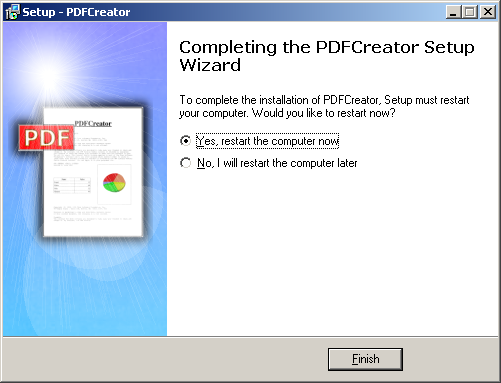 Setup - PDFCreator
Completing the PDFCreator Setup
Wizard
To complete the installation of PDFCreator, Setup must restart
your computer. Would you like to restart now?
Yes, restart the computer now
No, I will restart the computer later
PDFCreator
PDF
Finish